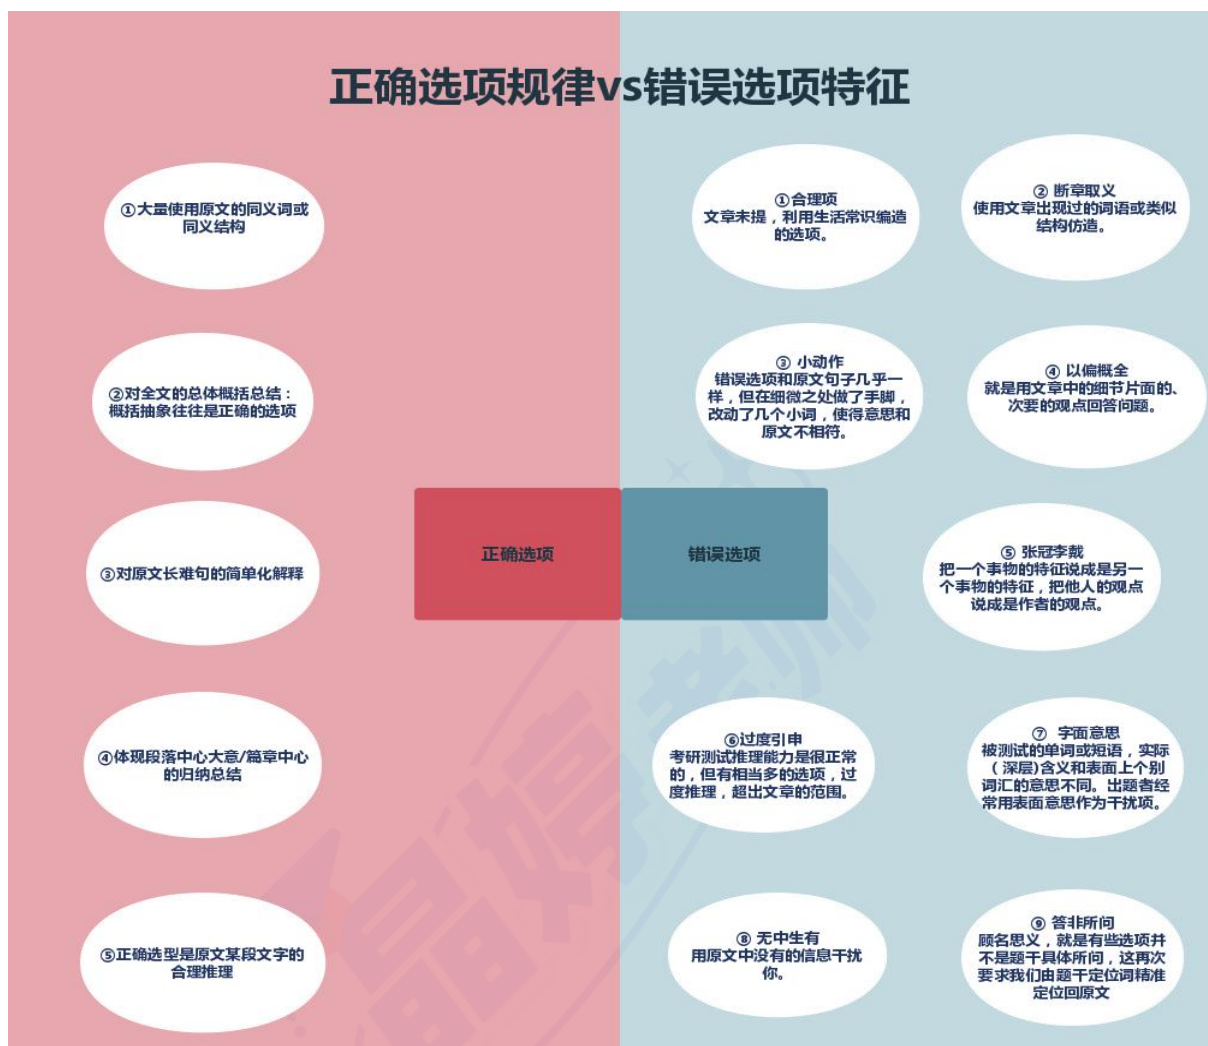 正确选项规律vs错误选项特征
①大量使用原文的同义词或
同义结构
②对全文的总体概括总结：
概括抽象往往是正确的选项
③对原文长难句的简单化解释
④体现段落中心大意/篇章中心
的归纳总结
⑤正确选型是原文某段文字的
合理推理
正确选项
错误选项
①合理项
文章未提，利用生活常识编造
的选项。
② 断章取义
使用文章出现过的词语或类似
结构仿造。
③ 小动作
错误选项和原文句子几乎一
样，但在细微之处做了手脚，
改动了几个小词，使得意思和
原文不相符。
④ 以偏概全
就是用文章中的细节片面的、
次要的观点回答问题。
⑤ 张冠李戴
把一个事物的特征说成是另一
个事物的特征，把他人的观点
说成是作者的观点。
⑥过度引申
考研测试推理能力是很正常
的，但有相当多的选项，过
度推理，超出文章的范围。
⑦ 字面意思
被测试的单词或短语，实际
（深层)含义和表面上个别
词汇的意思不同。出题者经
常用表面意思作为干扰项。
⑧ 无中生有
用原文中没有的信息干扰
你。
⑨ 答非所问
顾名思义，就是有些选项并
不是题干具体所问，这再次
要求我们由题干定位词精准
定位回原文